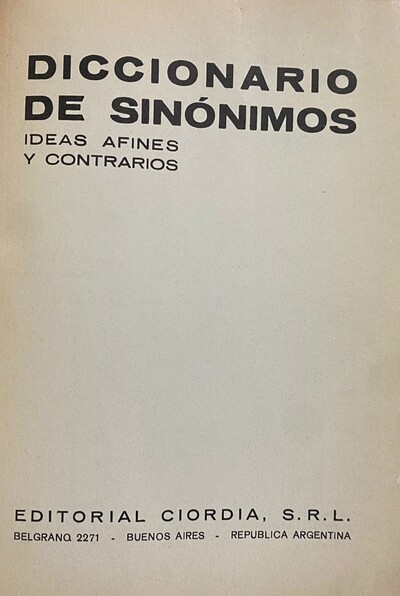 DICCIONARIO
DE SINÓNIMOS
IDEAS AFINES
Y CONTRARIOS
EDITORIAL CIORDIA, S.R.L.
BELGRANO 2271 - BUENOS AIRES - REPUBLICA ARGENTINA